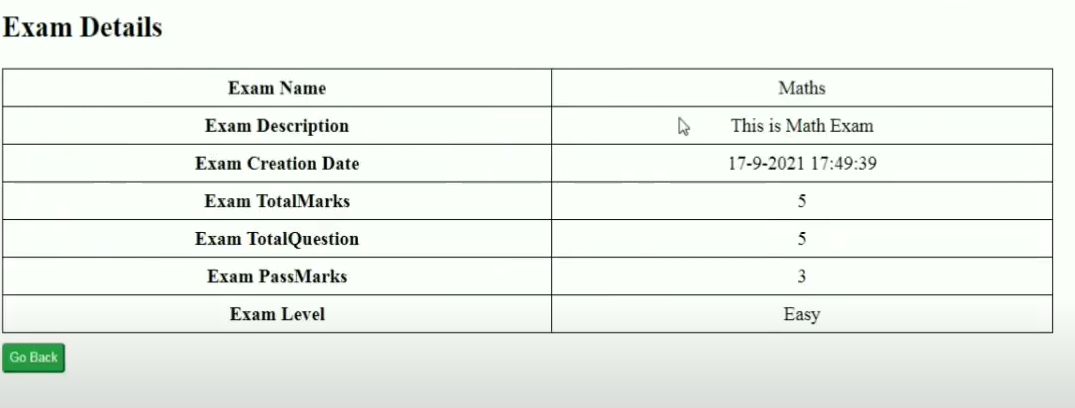 Exam Details
Exam Name Maths
Exam Description This is Math Exam
Exam Creation Date 17-9-2021 17:49:39
Exam TotalMarks 5
Exam TotalQuestion 5
Exam PassMarks 3
Exam Level Easy
Go Back